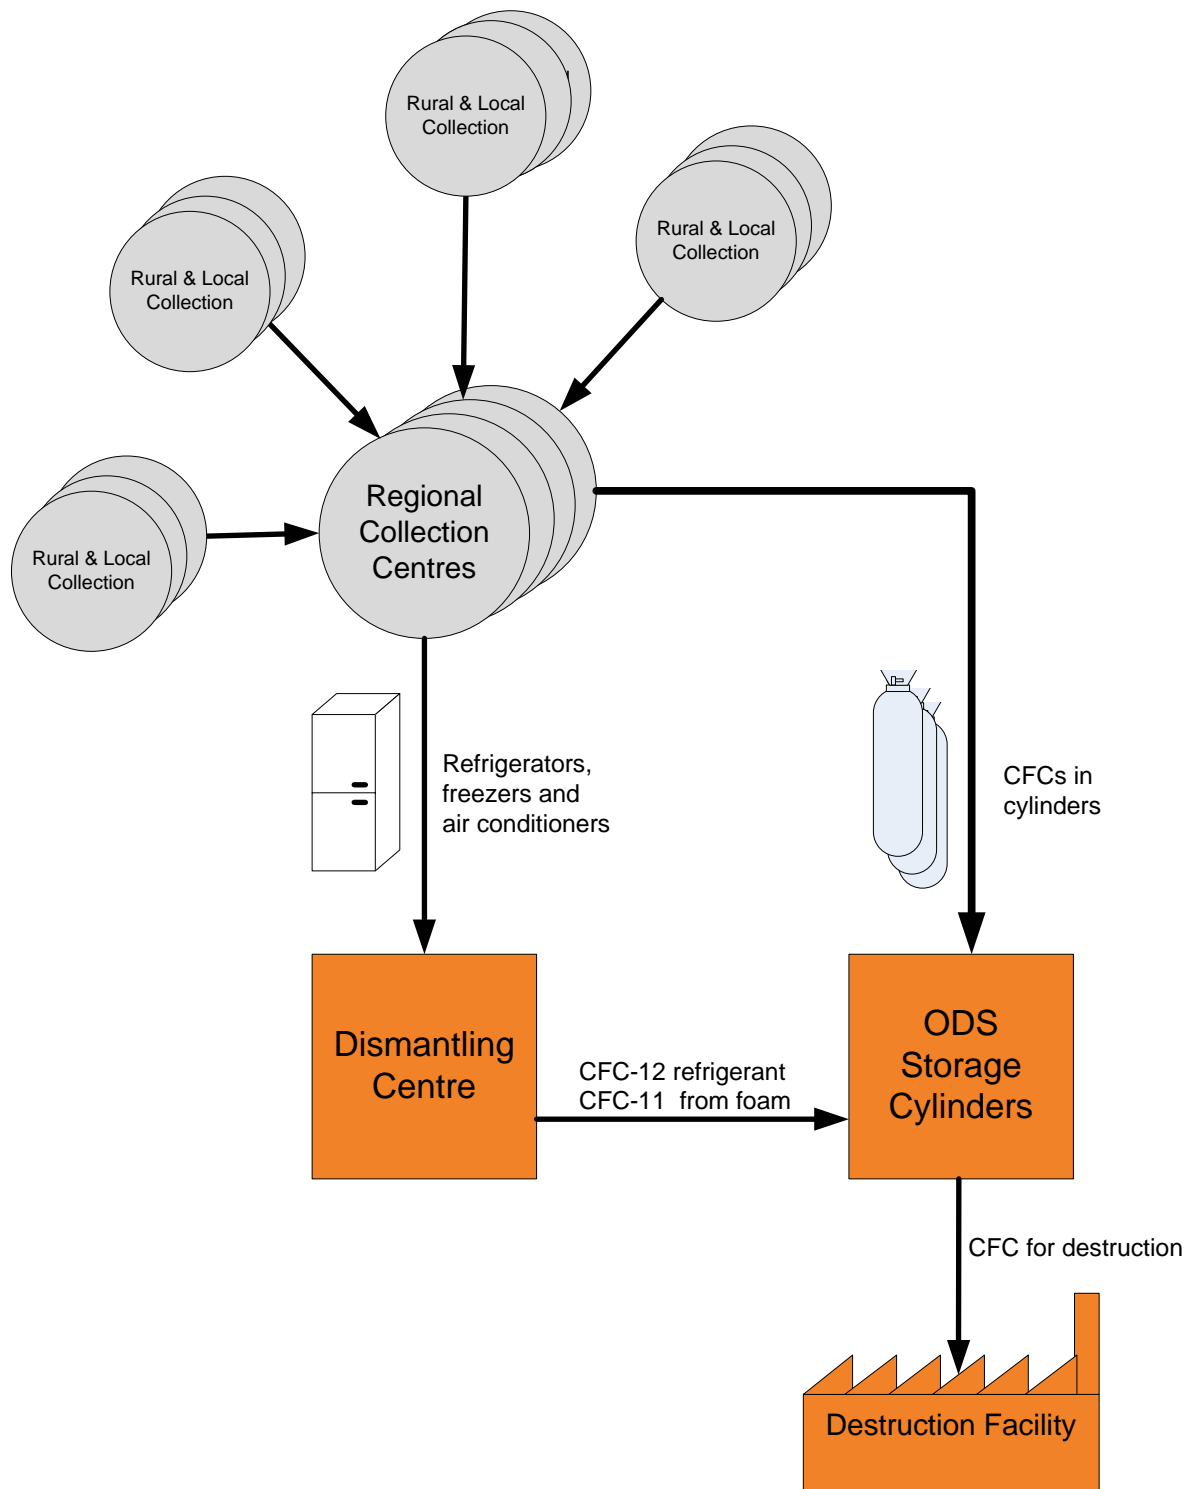 Rural & Local
Collection
Rural & Local
Collection
Rural & Local
Collection
Rural & Local
Collection
Regional
Collection
Centres
Refrigerators,
freezers and
air conditioners
CFCs in
cylinders
Dismantling
Centre
CFC-12 refrigerant
CFC-11  from foam
ODS
Storage
Cylinders
CFC for destruction
Destruction Facility